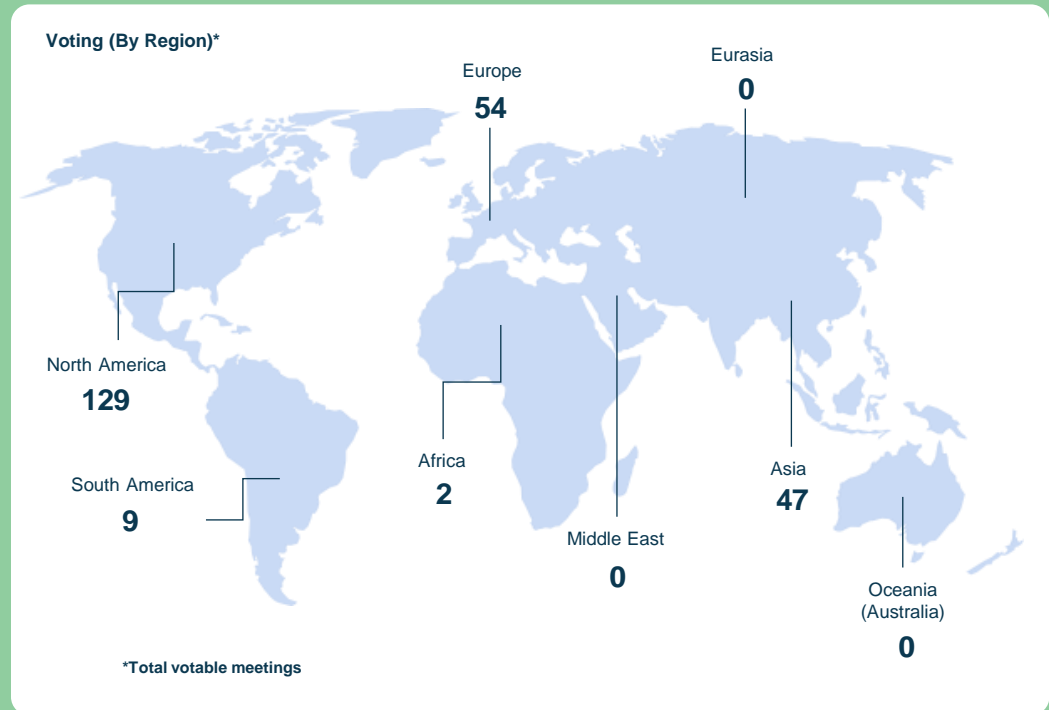 Voting (By Region)*
Europe
54
Eurasia
0
North America
129
South America
9
Africa
2
Middle East
0
Asia
47
Oceania
(Australia)
0
*Total votable meetings